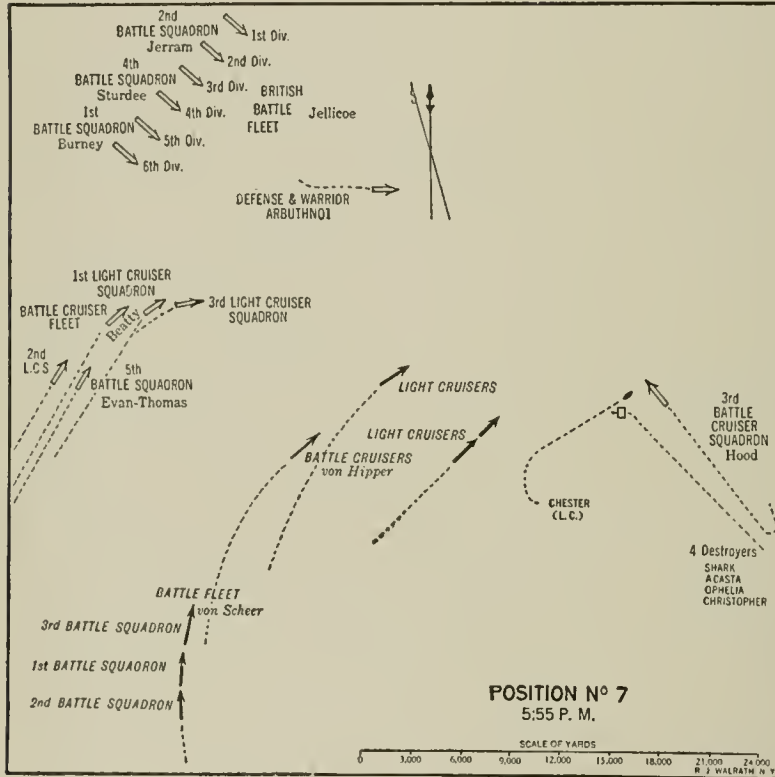 2nd
BATTLE SQUADRON
Jerram
1st Div.
2nd Div.
4th
BATTLE SQUADRON
Sturdee
3rd Div.
4th Div.
1st
BATTLE SQUADRON
Burney
5th Div.
6th Div.
BRITISH
BATTLE
FLEET
Jellicoe
DEFENSE & WARRIOR
ARBUTHNOT
1st LIGHT CRUISER
SQUADRON
BATTLE CRUISER
FLEET
Beatty
3rd LIGHT CRUISER
SQUADRON
2nd
L.C.S
5th
BATTLE SQUADRON
Evan-Thomas
LIGHT CRUISERS
LIGHT CRUISERS
BATTLE CRUISERS
von Hipper
3rd
BATTLE
CRUISER
SQUADRON
Hood
CHESTER
(L.C.)
4 Destroyers
SHARK
ACASTA
OPHELIA
CHRISTOPHER
BATTLE FLEET
von Scheer
3rd BATTLE SQUADRON
1st BATTLE SQUADRON
2nd BATTLE SQUADRON
POSITION Nº 7
5:55 P. M.
SCALE OF YARDS
0 3,000 6,000 9,000 12,000 15,000 18,000 21,000 24,000
R. J. WALRATH N.Y.